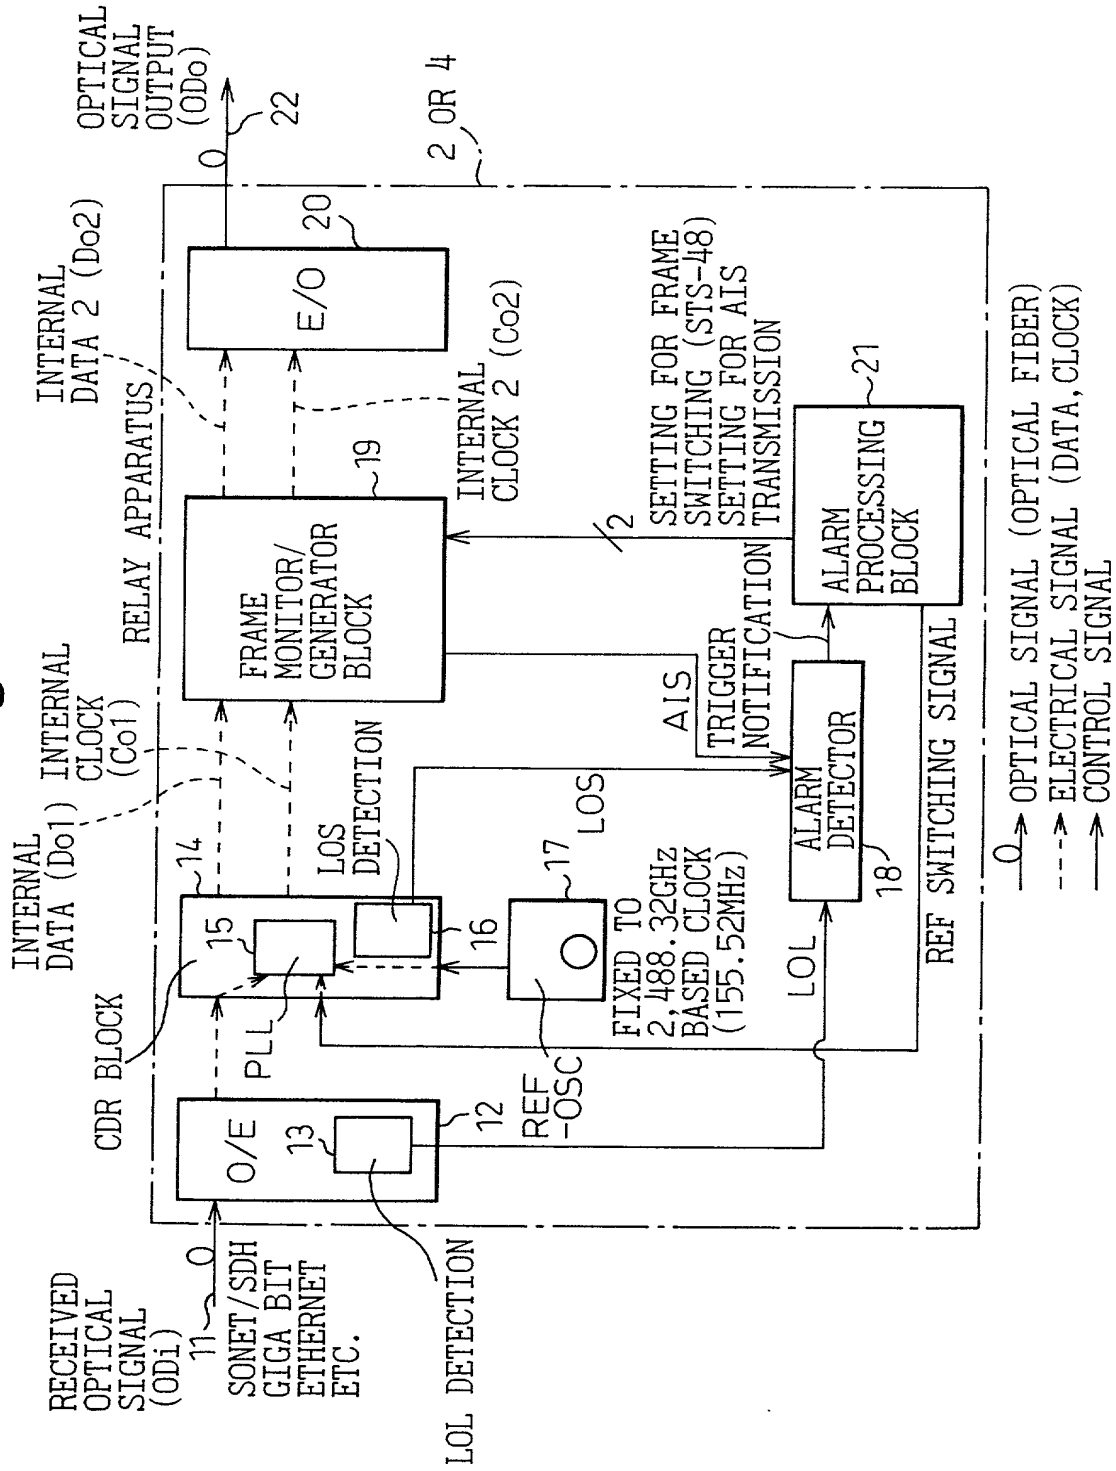 RECEIVED
OPTICAL
SIGNAL
(ODi)
11
O
SONET/SDH
GIGA BIT
ETHERNET
ETC.
LOL DETECTION
O/E
12
13
CDR BLOCK
PLL
INTERNAL
DATA (Do1)
INTERNAL
CLOCK
(Co1)
14
15
16
LOS
DETECTION
REF
-OSC
17
FIXED TO
2,488.32GHz
BASED CLOCK
(155.52MHz)
LOS
LOL
RELAY APPARATUS
FRAME
MONITOR/
GENERATOR
BLOCK
19
AIS
TRIGGER
NOTIFICATION
ALARM
DETECTOR
18
REF SWITCHING SIGNAL
INTERNAL
DATA 2 (Do2)
INTERNAL
CLOCK 2 (Co2)
E/O
20
2
SETTING FOR FRAME
SWITCHING (STS-48)
SETTING FOR AIS
TRANSMISSION
ALARM
PROCESSING
BLOCK
21
2 OR 4
O
22
OPTICAL
SIGNAL
OUTPUT
(ODo)
O OPTICAL SIGNAL (OPTICAL FIBER)
ELECTRICAL SIGNAL (DATA,CLOCK)
CONTROL SIGNAL